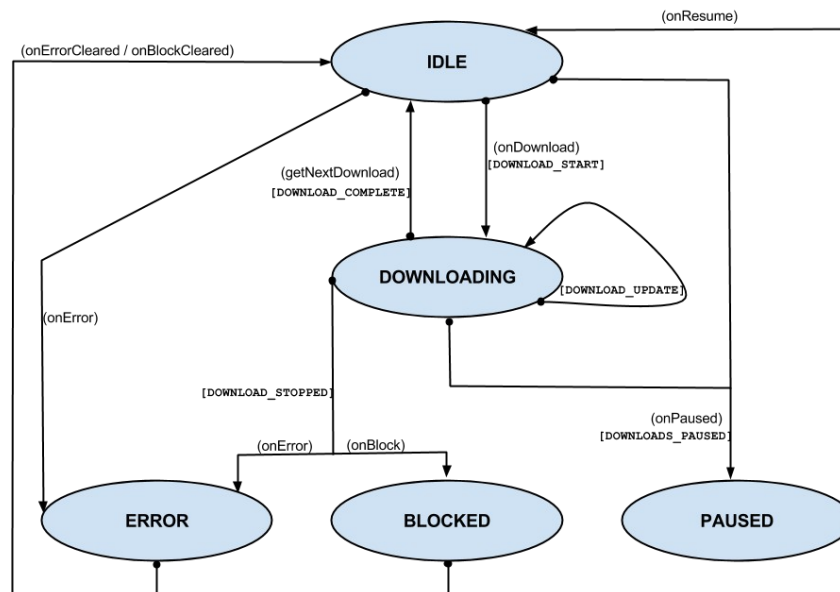 (onResume)
(onErrorCleared / onBlockCleared)
IDLE
(onDownload)
[DOWNLOAD_START]
(getNextDownload)
[DOWNLOAD_COMPLETE]
DOWNLOADING
[DOWNLOAD_UPDATE]
(onError)
[DOWNLOAD_STOPPED]
(onPaused)
[DOWNLOADS_PAUSED]
(onError)
(onBlock)
ERROR
BLOCKED
PAUSED